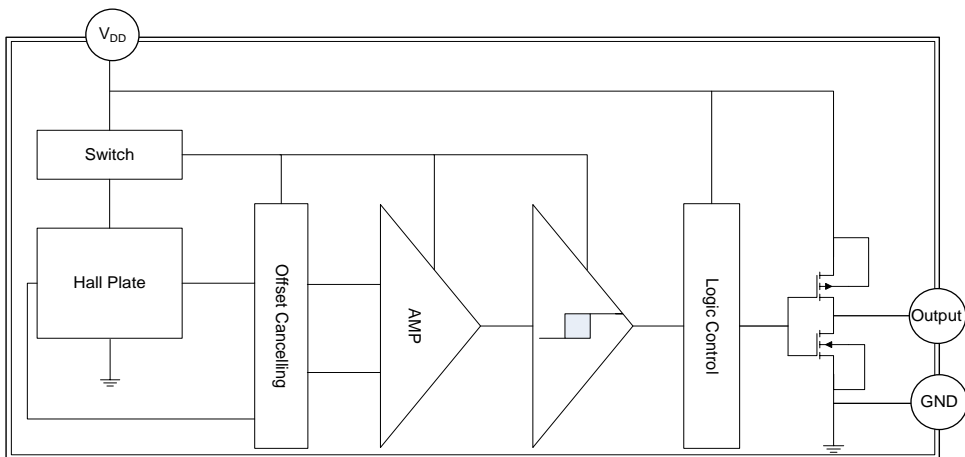 VDD
Switch
Hall Plate
Offset Cancelling
AMP
Logic Control
Output
GND